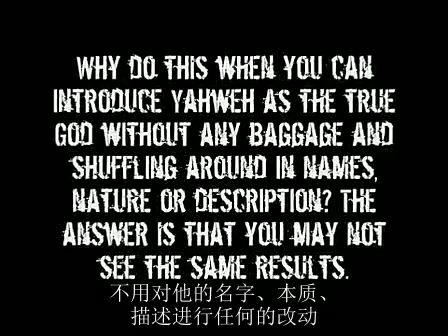 WHY DO THIS WHEN YOU CAN
INTRODUCE YAHWEH AS THE TRUE
GOD WITHOUT ANY BAGGAGE AND
SHUFFLING AROUND IN NAMES,
NATURE OR DESCRIPTION? THE
ANSWER IS THAT YOU MAY NOT
SEE THE SAME RESULTS.
不用对他的名字、本质、
描述进行任何的改动